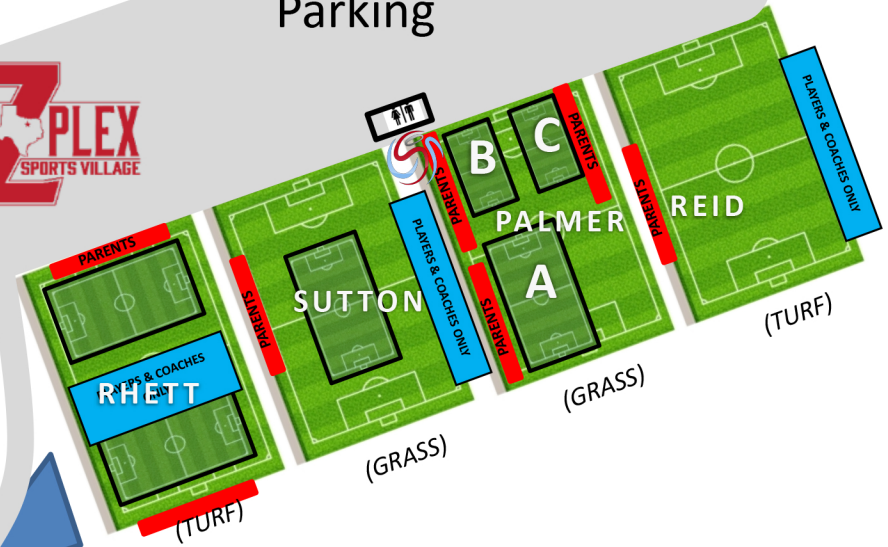 Parking
PLEX
SPORTS VILLAGE
PARENTS
PLAYERS & COACHES
ONLY
RHETT
(TURF)
PARENTS
SUTTON
PLAYERS & COACHES ONLY
(GRASS)
PARENTS
PARENTS
B
C
PARENTS
PALMER
A
(GRASS)
PARENTS
REID
PLAYERS & COACHES ONLY
(TURF)